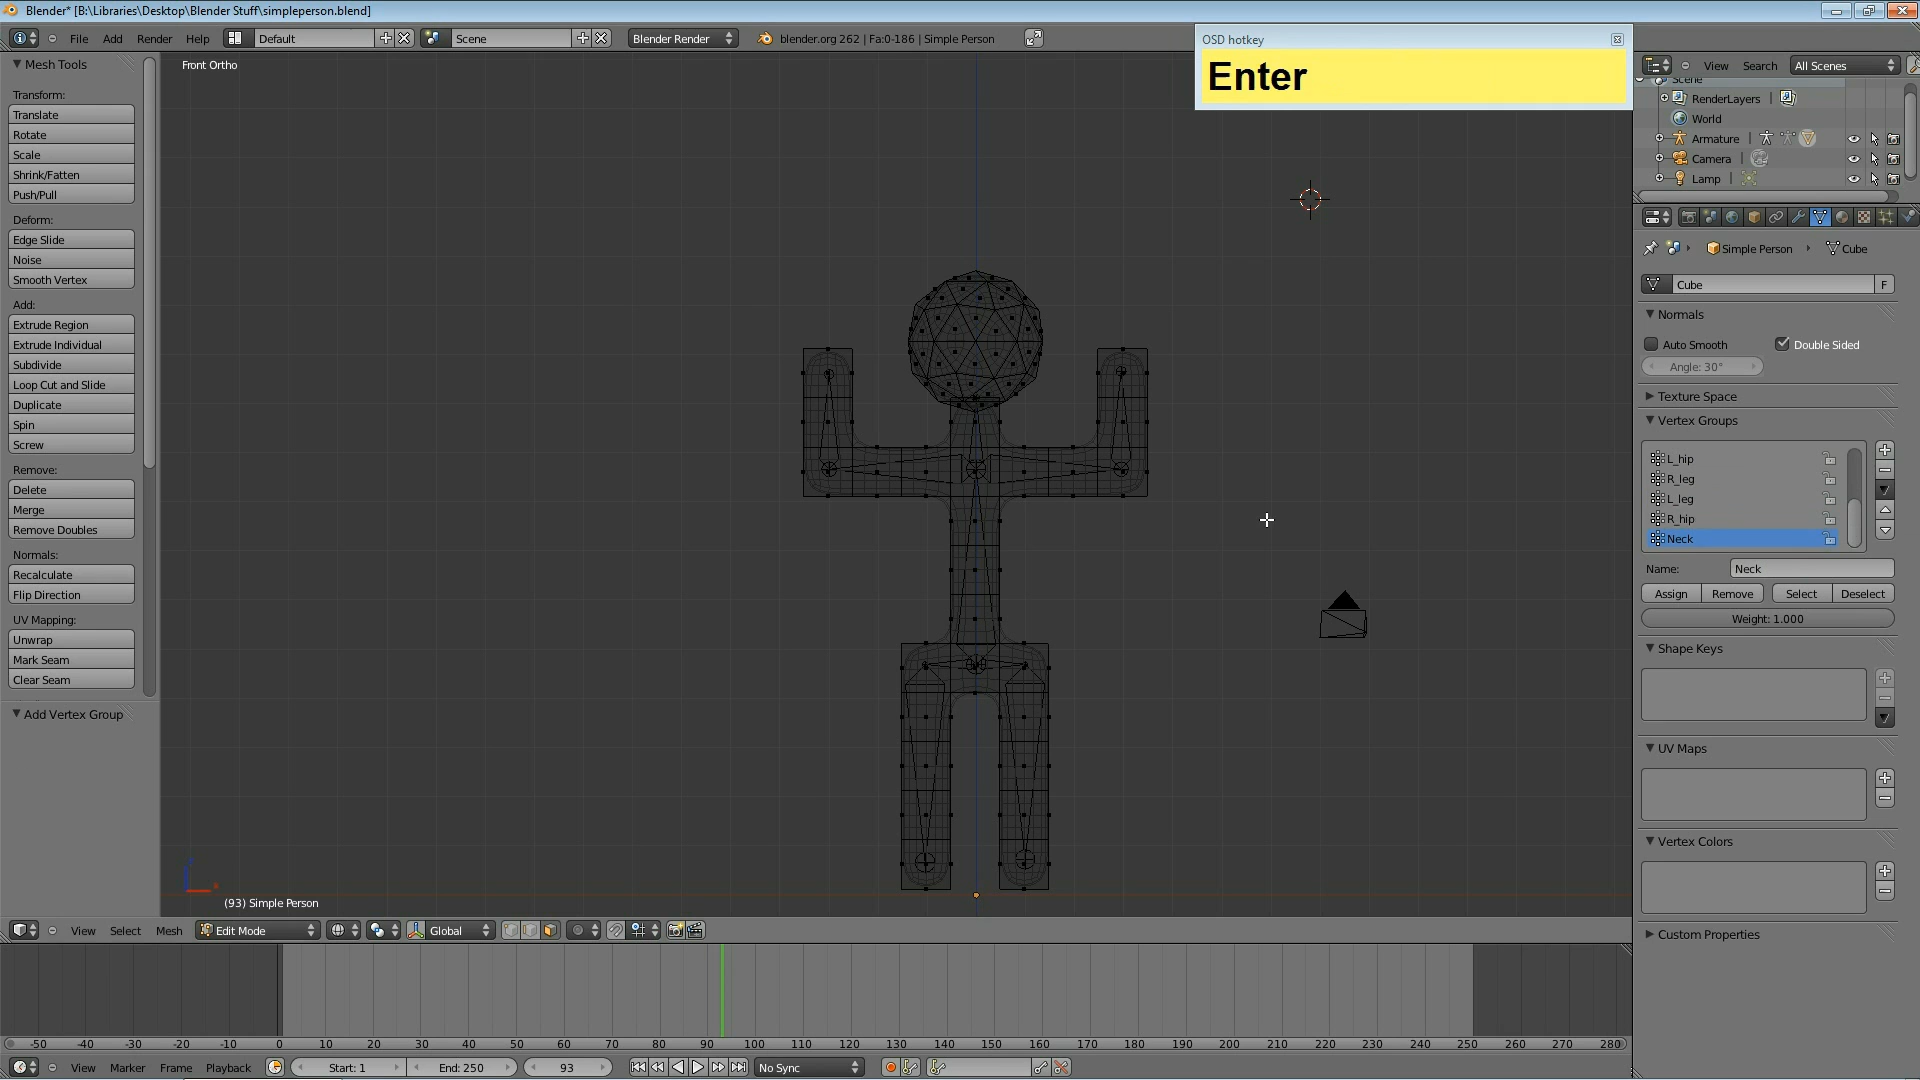 Blender* [B:\Libraries\Desktop\Blender Stuff\simpleperson.blend]
File Add Render Help Default Scene Blender Render blender.org 262 | Fa:0-186 | Simple Person
OSD hotkey
Enter
Mesh Tools
Transform:
Translate
Rotate
Scale
Shrink/Fatten
Push/Pull
Deform:
Edge Slide
Noise
Smooth Vertex
Add:
Extrude Region
Extrude Individual
Subdivide
Loop Cut and Slide
Duplicate
Spin
Screw
Remove:
Delete
Merge
Remove Doubles
Normals:
Recalculate
Flip Direction
UV Mapping:
Unwrap
Mark Seam
Clear Seam
Add Vertex Group
Front Ortho
(93) Simple Person
View Select Mesh Edit Mode Global
-50 -40 -30 -20 -10 0 10 20 30 40 50 60 70 80 90 100 110 120 130 140 150 160 170 180 190 200 210 220 230 240 250 260 270 280
View Marker Frame Playback Start: 1 End: 250 93 No Sync
View Search All Scenes
Scene
RenderLayers
World
Armature
Camera
Lamp
Simple Person Cube
Cube F
Normals
Auto Smooth Double Sided
Angle: 30°
Texture Space
Vertex Groups
L_hip
R_leg
L_leg
R_hip
Neck
Name: Neck
Assign Remove Select Deselect
Weight: 1.000
Shape Keys
UV Maps
Vertex Colors
Custom Properties